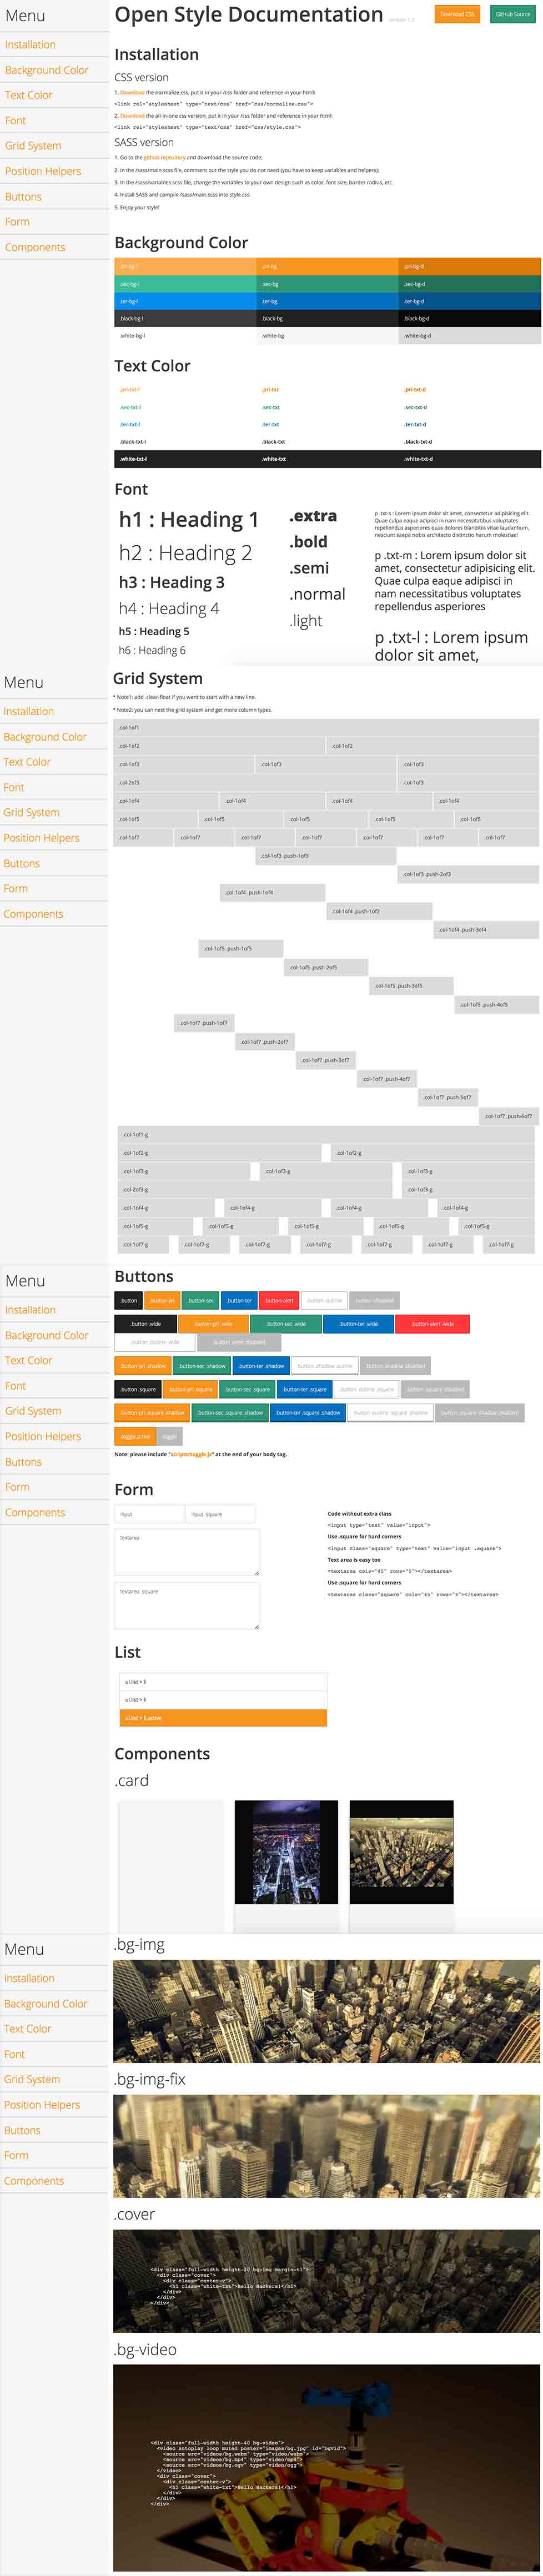 Menu
Installation
Background Color
Text Color
Font
Grid System
Position Helpers
Buttons
Form
Components
Open Style Documentation version 1.2
Download CSS
GitHub Source
Installation
CSS version
1. Download the normalize.css, put it in your /css folder and reference in your html:
<link rel="stylesheet" type="text/css" href="css/normalize.css">
2. Download the all-in-one css version, put it in your /css folder and reference in your html:
<link rel="stylesheet" type="text/css" href="css/style.css">
SASS version
1. Go to the github repository and download the source code;
2. In the /sass/main.scss file, comment out the style you do not need (you have to keep variables and helpers);
3. In the /sass/variables.scss file, change the variables to your own design such as color, font size, border radius, etc.
4. Install SASS and compile /sass/main.scss into style.css
5. Enjoy your style!
Background Color
.pri-bg-l .pri-bg .pri-bg-d
.sec-bg-l .sec-bg .sec-bg-d
.ter-bg-l .ter-bg .ter-bg-d
.black-bg-l .black-bg .black-bg-d
.white-bg-l .white-bg .white-bg-d
Text Color
.pri-txt-l .pri-txt .pri-txt-d
.sec-txt-l .sec-txt .sec-txt-d
.ter-txt-l .ter-txt .ter-txt-d
.black-txt-l .black-txt .black-txt-d
.white-txt-l .white-txt .white-txt-d
Font
h1 : Heading 1
h2 : Heading 2
h3 : Heading 3
h4 : Heading 4
h5 : Heading 5
h6 : Heading 6
.extra
.bold
.semi
.normal
.light
p .txt-s : Lorem ipsum dolor sit amet, consectetur adipisicing elit.
Quae culpa eaque adipisci in nam necessitatibus voluptates
repellendus asperiores quas dolores blanditiis vitae laudantium,
nesciunt saepe nobis architecto distinctio harum molestiae!
p .txt-m : Lorem ipsum dolor sit
amet, consectetur adipisicing elit.
Quae culpa eaque adipisci in
nam necessitatibus voluptates
repellendus asperiores
p .txt-l : Lorem ipsum
dolor sit amet,
Menu
Installation
Background Color
Text Color
Font
Grid System
Position Helpers
Buttons
Form
Components
Grid System
* Note1: add .clear-float if you want to start with a new line.
* Note2: you can nest the grid system and get more column types.
.col-1of1
.col-1of2 .col-1of2
.col-1of3 .col-1of3 .col-1of3
.col-2of3 .col-1of3
.col-1of4 .col-1of4 .col-1of4 .col-1of4
.col-1of5 .col-1of5 .col-1of5 .col-1of5 .col-1of5
.col-1of7 .col-1of7 .col-1of7 .col-1of7 .col-1of7 .col-1of7 .col-1of7
.col-1of3 .push-1of3
.col-1of3 .push-2of3
.col-1of4 .push-1of4
.col-1of4 .push-1of2
.col-1of4 .push-3of4
.col-1of5 .push-1of5
.col-1of5 .push-2of5
.col-1of5 .push-3of5
.col-1of5 .push-4of5
.col-1of7 .push-1of7
.col-1of7 .push-2of7
.col-1of7 .push-3of7
.col-1of7 .push-4of7
.col-1of7 .push-5of7
.col-1of7 .push-6of7
.col-1of1-g
.col-1of2-g .col-1of2-g
.col-1of3-g .col-1of3-g .col-1of3-g
.col-2of3-g .col-1of3-g
.col-1of4-g .col-1of4-g .col-1of4-g .col-1of4-g
.col-1of5-g .col-1of5-g .col-1of5-g .col-1of5-g .col-1of5-g
.col-1of7-g .col-1of7-g .col-1of7-g .col-1of7-g .col-1of7-g .col-1of7-g .col-1of7-g
Menu
Installation
Background Color
Text Color
Font
Grid System
Position Helpers
Buttons
Form
Components
Buttons
.button .button-pri .button-sec .button-ter .button-alert .button .outline .button :disabled
.button .wide .button-pri .wide .button-sec .wide .button-ter .wide .button-alert .wide
.button .outline .wide .button .wide :disabled
.button-pri .shadow .button-sec .shadow .button-ter .shadow .button .shadow .outline .button .shadow :disabled
.button .square .button-pri .square .button-sec .square .button-ter .square .button .outline .square .button .square :disabled
.button-pri .square .shadow .button-sec .square .shadow .button-ter .square .shadow .button .outline .square .shadow .button .square .shadow :disabled
.toggle.active .toggle
Note: please include "scripts/toggle.js" at the end of your body tag.
Form
input
input .square
textarea
textarea .square
Code without extra class
<input type="text" value="input">
Use .square for hard corners
<input class="square" type="text" value="input .square">
Text area is easy too
<textarea cols="45" rows="5"></textarea>
Use .square for hard corners
<textarea class="square" cols="45" rows="5"></textarea>
List
ul.list > li
ul.list > li
ul.list > li.active
Components
.card
Menu
Installation
Background Color
Text Color
Font
Grid System
Position Helpers
Buttons
Form
Components
.bg-img
.bg-img-fix
.cover
<div class="full-width height-20 bg-img margin-t1">
<div class="cover">
<div class="center-v">
<h1 class="white-txt">Hello Hackers!</h1>
</div>
</div>
</div>
.bg-video
<div class="full-width height-40 bg-video">
<video autoplay loop muted poster="images/bg.jpg" id="bgvid">
<source src="videos/bg.webm" type="video/webm">
<source src="videos/bg.mp4" type="video/mp4">
<source src="videos/bg.ogv" type="video/ogg">
</video>
<div class="cover">
<div class="center-v">
<h1 class="white-txt">Hello Hackers!</h1>
</div>
</div>
</div>